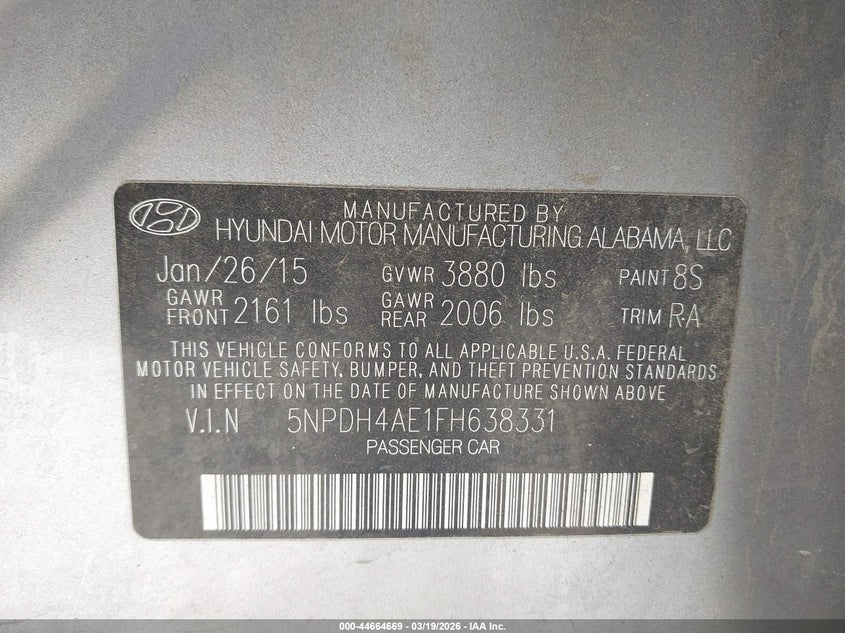 MANUFACTURED BY
HYUNDAI MOTOR MANUFACTURING ALABAMA, LLC
Jan/26/15 GVWR 3880 lbs PAINT 8S
GAWR FRONT 2161 lbs GAWR REAR 2006 lbs TRIM RA
THIS VEHICLE CONFORMS TO ALL APPLICABLE U.S.A. FEDERAL
MOTOR VEHICLE SAFETY, BUMPER, AND THEFT PREVENTION STANDARDS
IN EFFECT ON THE DATE OF MANUFACTURE SHOWN ABOVE
V.I.N 5NPDH4AE1FH638331
PASSENGER CAR
000-44664669 - 03/19/2026 - IAA Inc.